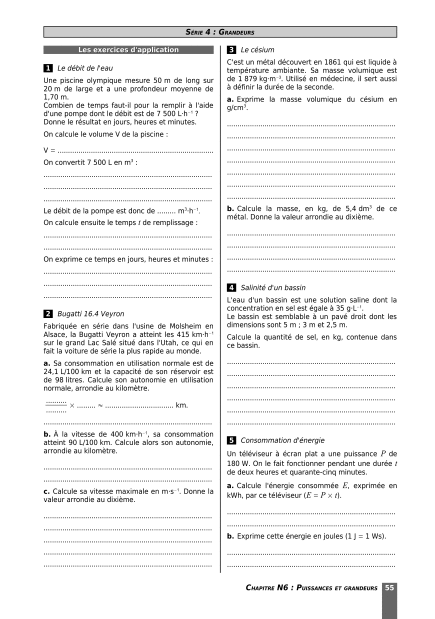 SÉRIE 4 : GRANDEURS
Les exercices d'application
1 Le débit de l'eau
Une piscine olympique mesure 50 m de long sur
20 m de large et a une profondeur moyenne de
1,70 m.
Combien de temps faut-il pour la remplir à l'aide
d'une pompe dont le débit est de 7 500 L·h⁻¹ ?
Donne le résultat en jours, heures et minutes.
On calcule le volume V de la piscine :
V = ..........................................................................
On convertit 7 500 L en m³ :
................................................................................
................................................................................
................................................................................
Le débit de la pompe est donc de ......... m³·h⁻¹.
On calcule ensuite le temps t de remplissage :
................................................................................
................................................................................
On exprime ce temps en jours, heures et minutes :
................................................................................
................................................................................
................................................................................
2 Bugatti 16.4 Veyron
Fabriquée en série dans l'usine de Molsheim en
Alsace, la Bugatti Veyron a atteint les 415 km·h⁻¹
sur le grand Lac Salé situé dans l'Utah, ce qui en
fait la voiture de série la plus rapide au monde.
a. Sa consommation en utilisation normale est de
24,1 L/100 km et la capacité de son réservoir est
de 98 litres. Calcule son autonomie en utilisation
normale, arrondie au kilomètre.
..........
.......... × ......... ≈ ................................. km.
................................................................................
b. À la vitesse de 400 km·h⁻¹, sa consommation
atteint 90 L/100 km. Calcule alors son autonomie,
arrondie au kilomètre.
................................................................................
................................................................................
c. Calcule sa vitesse maximale en m·s⁻¹. Donne la
valeur arrondie au dixième.
................................................................................
................................................................................
................................................................................
................................................................................
................................................................................
3 Le césium
C'est un métal découvert en 1861 qui est liquide à
température ambiante. Sa masse volumique est
de 1 879 kg·m⁻³. Utilisé en médecine, il sert aussi
à définir la durée de la seconde.
a. Exprime la masse volumique du césium en
g/cm³.
................................................................................
................................................................................
................................................................................
................................................................................
................................................................................
................................................................................
................................................................................
b. Calcule la masse, en kg, de 5,4 dm³ de ce
métal. Donne la valeur arrondie au dixième.
................................................................................
................................................................................
................................................................................
................................................................................
4 Salinité d'un bassin
L'eau d'un bassin est une solution saline dont la
concentration en sel est égale à 35 g·L⁻¹.
Le bassin est semblable à un pavé droit dont les
dimensions sont 5 m ; 3 m et 2,5 m.
Calcule la quantité de sel, en kg, contenue dans
ce bassin.
................................................................................
................................................................................
................................................................................
................................................................................
................................................................................
................................................................................
5 Consommation d'énergie
Un téléviseur à écran plat a une puissance P de
180 W. On le fait fonctionner pendant une durée t
de deux heures et quarante-cinq minutes.
a. Calcule l'énergie consommée E, exprimée en
kWh, par ce téléviseur (E = P × t).
................................................................................
................................................................................
b. Exprime cette énergie en joules (1 J = 1 Ws).
................................................................................
................................................................................
CHAPITRE N6 : PUISSANCES ET GRANDEURS 55